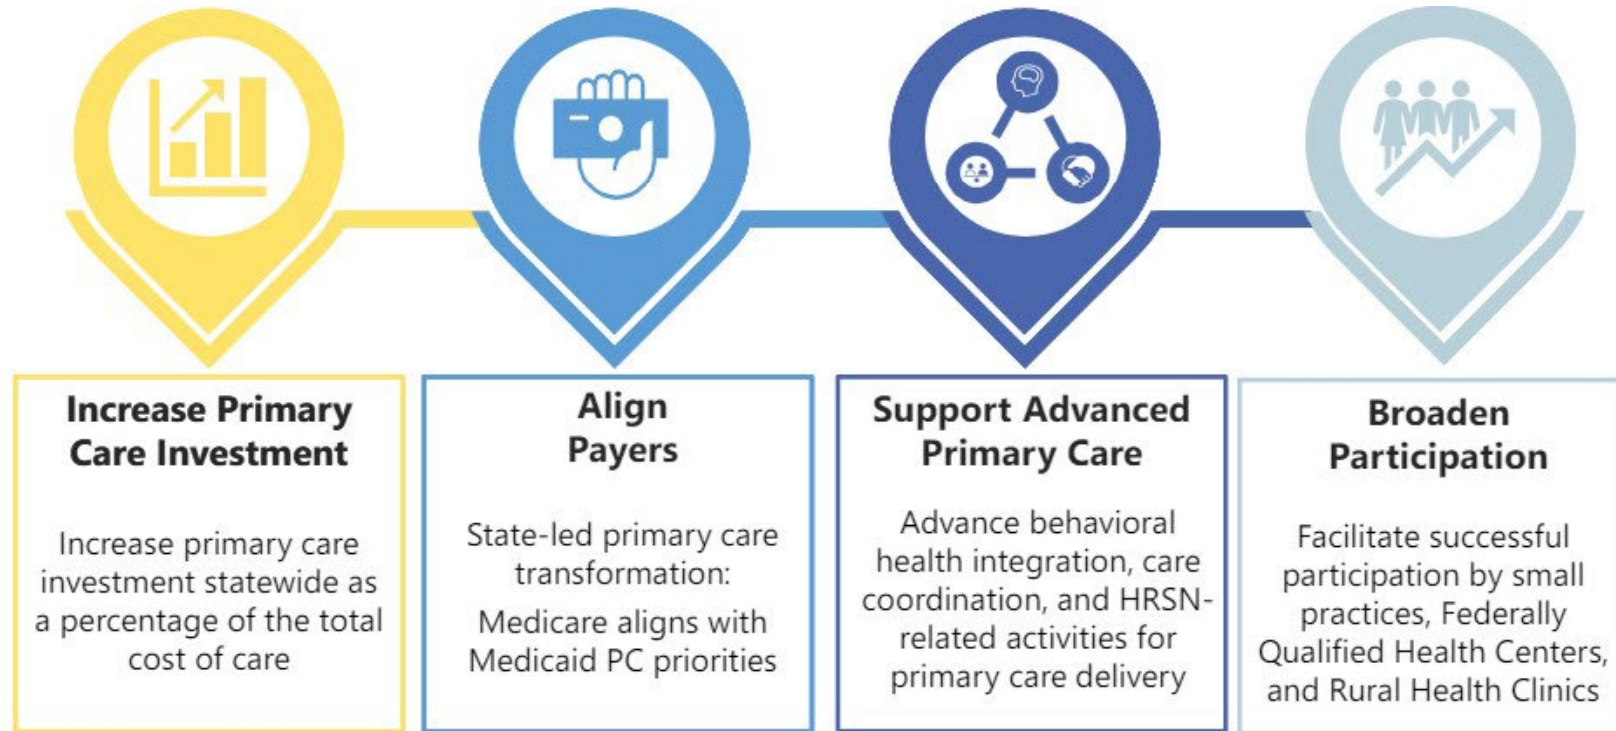 Increase Primary
Care Investment
Increase primary care
investment statewide as
a percentage of the total
cost of care
Align
Payers
State-led primary care
transformation:
Medicare aligns with
Medicaid PC priorities
Support Advanced
Primary Care
Advance behavioral
health integration, care
coordination, and HRSN-
related activities for
primary care delivery
Broaden
Participation
Facilitate successful
participation by small
practices, Federally
Qualified Health Centers,
and Rural Health Clinics